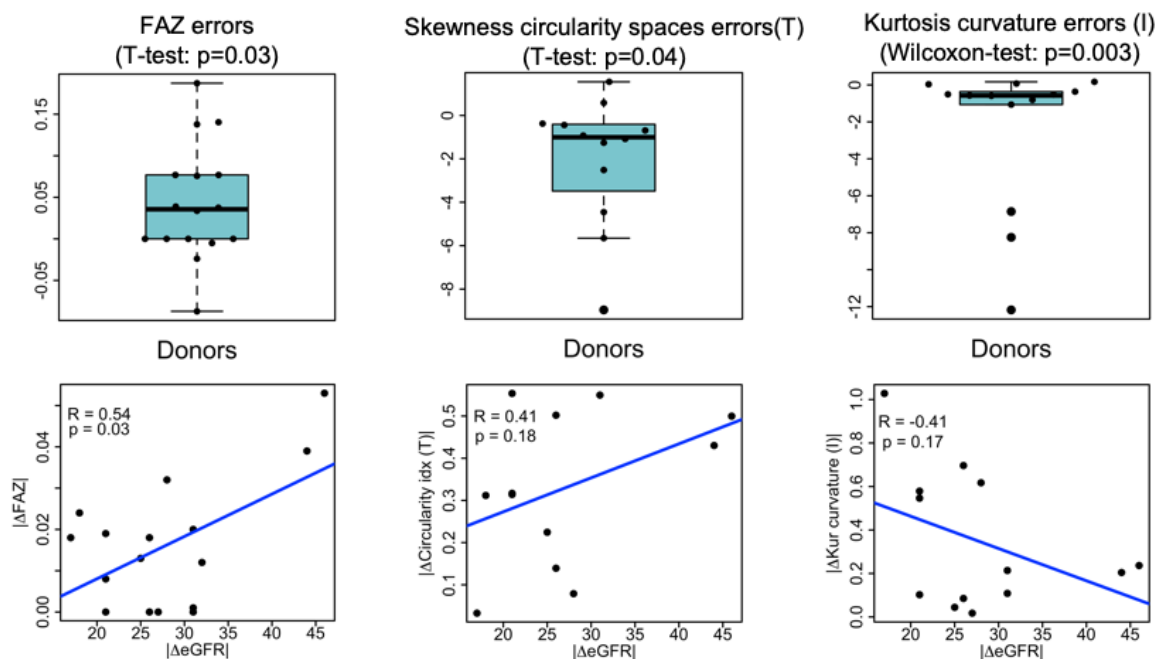 FAZ errors
(T-test: p=0.03)
0.15
0.05
-0.05
Donors
Skewness circularity spaces errors(T)
(T-test: p=0.04)
0
-2
-4
-6
-8
Donors
Kurtosis curvature errors (I)
(Wilcoxon-test: p=0.003)
0
-2
-4
-6
-8
-12
Donors
R = 0.54
p = 0.03
|ΔFAZ|
0.04
0.02
0.00
20 25 30 35 40 45
|ΔeGFR|
R = 0.41
p = 0.18
|ΔCircularity idx (T)|
0.5
0.4
0.3
0.2
0.1
20 25 30 35 40 45
|ΔeGFR|
R = -0.41
p = 0.17
|ΔKur curvature (I)|
1.0
0.8
0.6
0.4
0.2
0.0
20 25 30 35 40 45
|ΔeGFR|